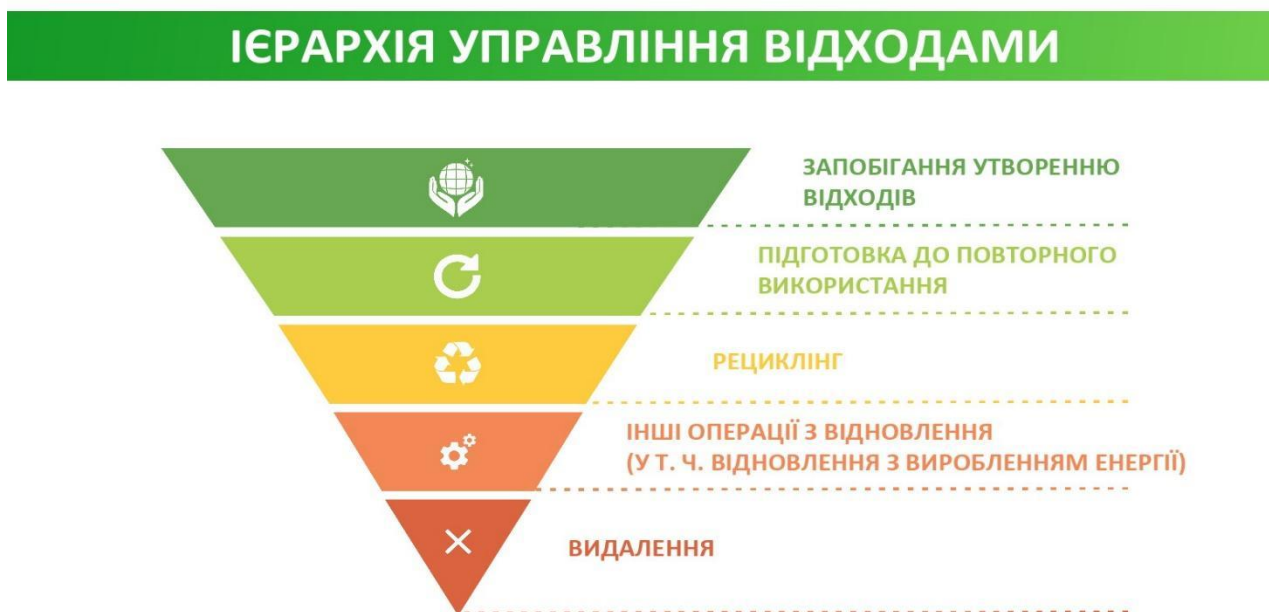 ІЄРАРХІЯ УПРАВЛІННЯ ВІДХОДАМИ
ЗАПОБІГАННЯ УТВОРЕННЮ
ВІДХОДІВ
ПІДГОТОВКА ДО ПОВТОРНОГО
ВИКОРИСТАННЯ
РЕЦИКЛІНГ
ІНШІ ОПЕРАЦІЇ З ВІДНОВЛЕННЯ
(У Т. Ч. ВІДНОВЛЕННЯ З ВИРОБЛЕННЯМ ЕНЕРГІЇ)
ВИДАЛЕННЯ